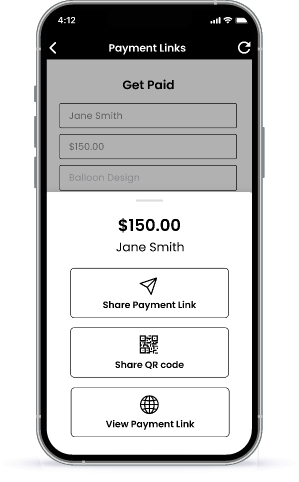 4:12
Payment Links
Get Paid
Jane Smith
$150.00
Balloon Design
$150.00
Jane Smith
Share Payment Link
Share QR code
View Payment Link